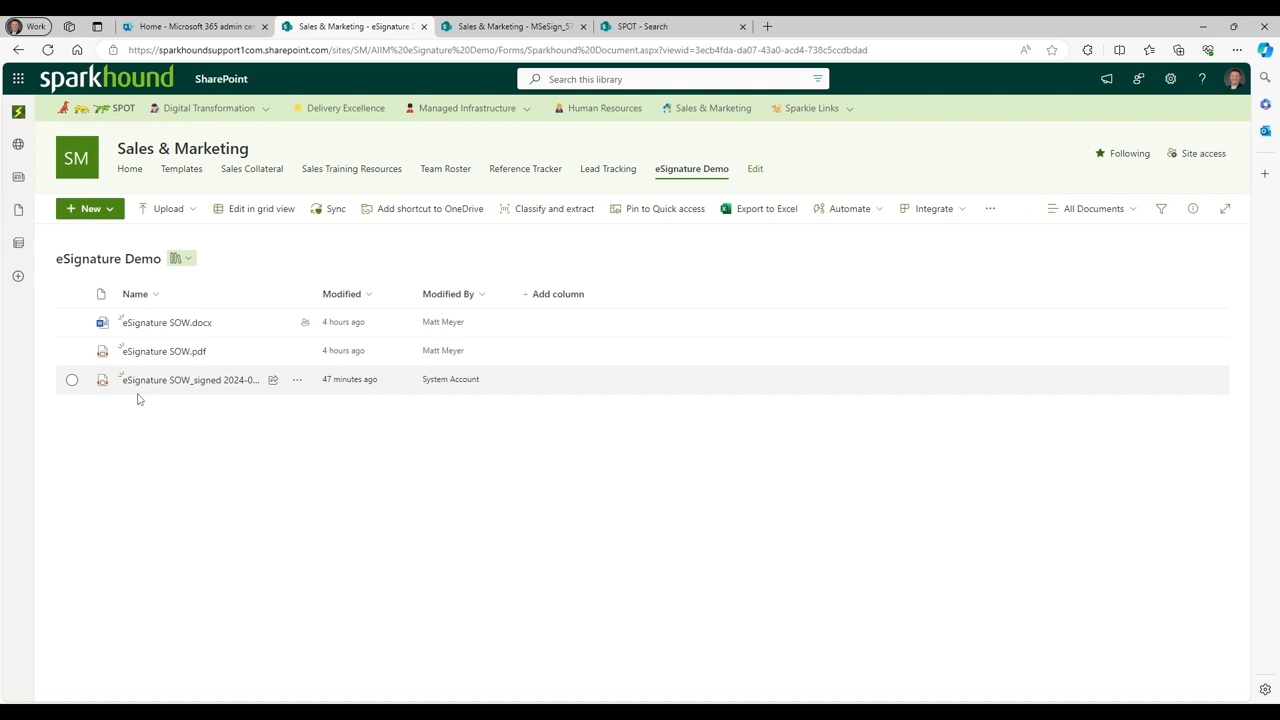 Work
Home - Microsoft 365 admin cen
Sales & Marketing - eSignature D
Sales & Marketing - MSeSign_57
SPOT - Search
https://sparkhoundsupport1com.sharepoint.com/sites/SM/AIIM%20eSignature%20Demo/Forms/Sparkhound%20Document.aspx?viewid=3ecb4fda-da07-43a0-acd4-738c5ccdbdad
sparkhound
SharePoint
Search this library
SPOT
Digital Transformation
Delivery Excellence
Managed Infrastructure
Human Resources
Sales & Marketing
Sparkie Links
SM
Sales & Marketing
Following
Site access
Home
Templates
Sales Collateral
Sales Training Resources
Team Roster
Reference Tracker
Lead Tracking
eSignature Demo
Edit
+ New
Upload
Edit in grid view
Sync
Add shortcut to OneDrive
Classify and extract
Pin to Quick access
Export to Excel
Automate
Integrate
...
All Documents
eSignature Demo
Name
Modified
Modified By
+ Add column
eSignature SOW.docx
4 hours ago
Matt Meyer
eSignature SOW.pdf
4 hours ago
Matt Meyer
eSignature SOW_signed 2024-0...
47 minutes ago
System Account